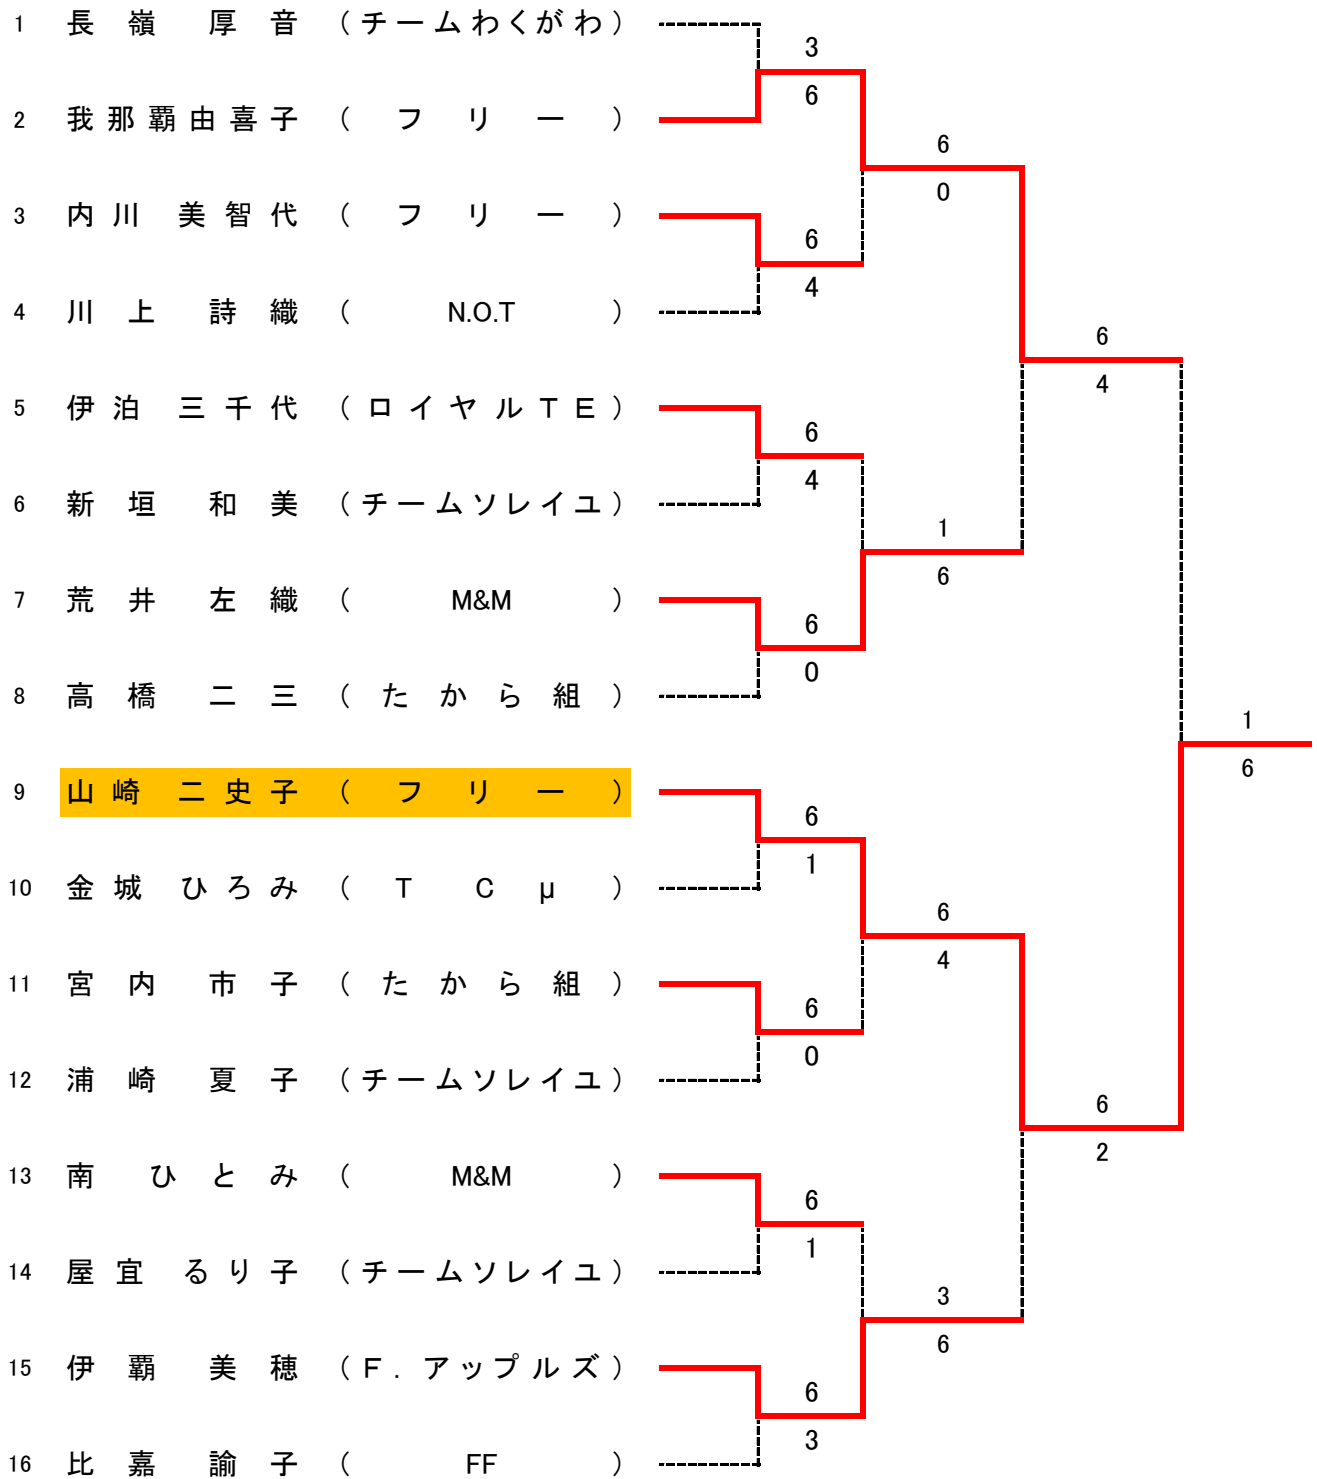 1 長嶺 厚音 (チームわくがわ)
3
6
2 我那覇由喜子 (フリー)
6
0
3 内川 美智代 (フリー)
6
4
4 川上 詩織 (N.O.T)
6
4
5 伊泊 三千代 (ロイヤルTE)
6
4
6 新垣 和美 (チームソレイユ)
1
6
7 荒井 左織 (M&M)
6
0
8 高橋 二三 (たから組)
1
6
9 山崎 二史子 (フリー)
6
1
10 金城 ひろみ (TCμ)
6
4
11 宮内 市子 (たから組)
6
0
12 浦崎 夏子 (チームソレイユ)
6
2
13 南 ひとみ (M&M)
6
1
14 屋宜 るり子 (チームソレイユ)
3
6
15 伊覇 美穂 (F.アップルズ)
6
3
16 比嘉 諭子 (FF)